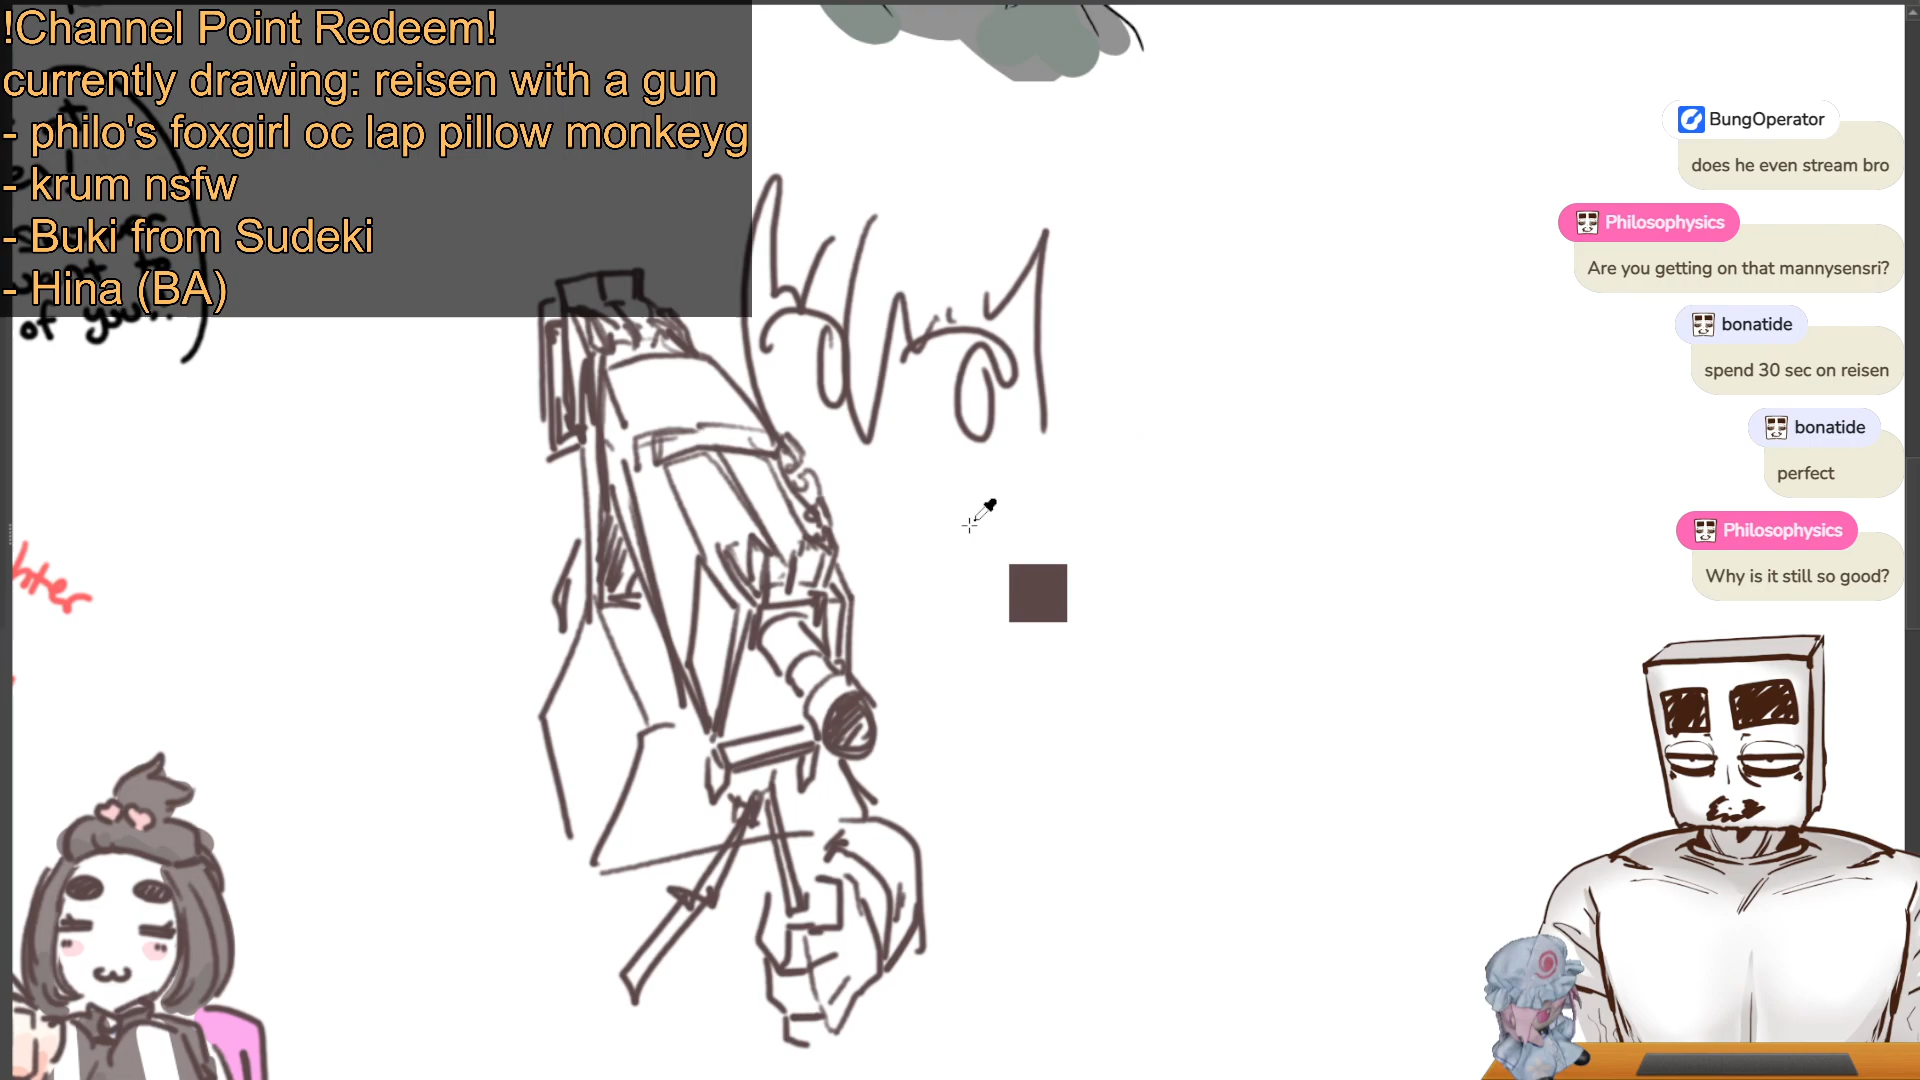 !Channel Point Redeem!
currently drawing: reisen with a gun
- philo's foxgirl oc lap pillow monkeyg
- krum nsfw
- Buki from Sudeki
- Hina (BA)
of you!!
BungOperator
does he even stream bro
Philosophysics
Are you getting on that mannysensri?
bonatide
spend 30 sec on reisen
bonatide
perfect
Philosophysics
Why is it still so good?